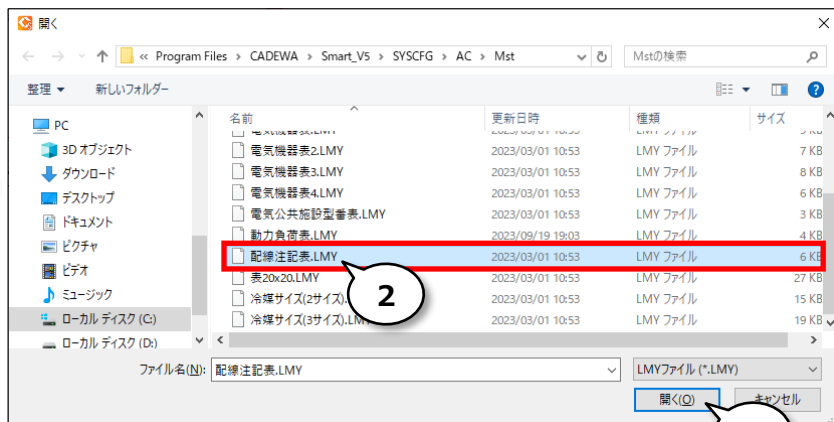 開く
« Program Files › CADEWA › Smart_V5 › SYSCFG › AC › Mst
Mstの検索
整理
新しいフォルダー
名前 更新日時 種類 サイズ
PC
3D オブジェクト
ダウンロード
デスクトップ
ドキュメント
ピクチャ
ビデオ
ミュージック
ローカル ディスク (C:)
ローカル ディスク (D:)
電気機器表2.LMY 2023/03/01 10:53 LMY ファイル 7 KB
電気機器表3.LMY 2023/03/01 10:53 LMY ファイル 8 KB
電気機器表4.LMY 2023/03/01 10:53 LMY ファイル 6 KB
電気公共施設型番表.LMY 2023/03/01 10:53 LMY ファイル 3 KB
動力負荷表.LMY 2023/09/19 19:03 LMY ファイル 4 KB
配線注記表.LMY 2023/03/01 10:53 LMY ファイル 6 KB
表20x20.LMY 2023/03/01 10:53 LMY ファイル 27 KB
冷媒サイズ(2サイズ). 2023/03/01 10:53 LMY ファイル 15 KB
冷媒サイズ(3サイズ).LMY 2023/03/01 10:53 LMY ファイル 19 KB
2
ファイル名(N): 配線注記表.LMY
LMYファイル (*.LMY)
開く(O)
キャンセル